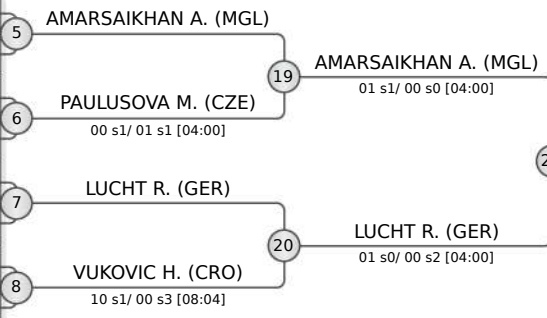 AMARSAIKHAN A. (MGL)
5
19
AMARSAIKHAN A. (MGL)
01 s1/ 00 s0 [04:00]
PAULUSOVA M. (CZE)
6
00 s1/ 01 s1 [04:00]
LUCHT R. (GER)
7
20
LUCHT R. (GER)
01 s0/ 00 s2 [04:00]
VUKOVIC H. (CRO)
8
10 s1/ 00 s3 [08:04]